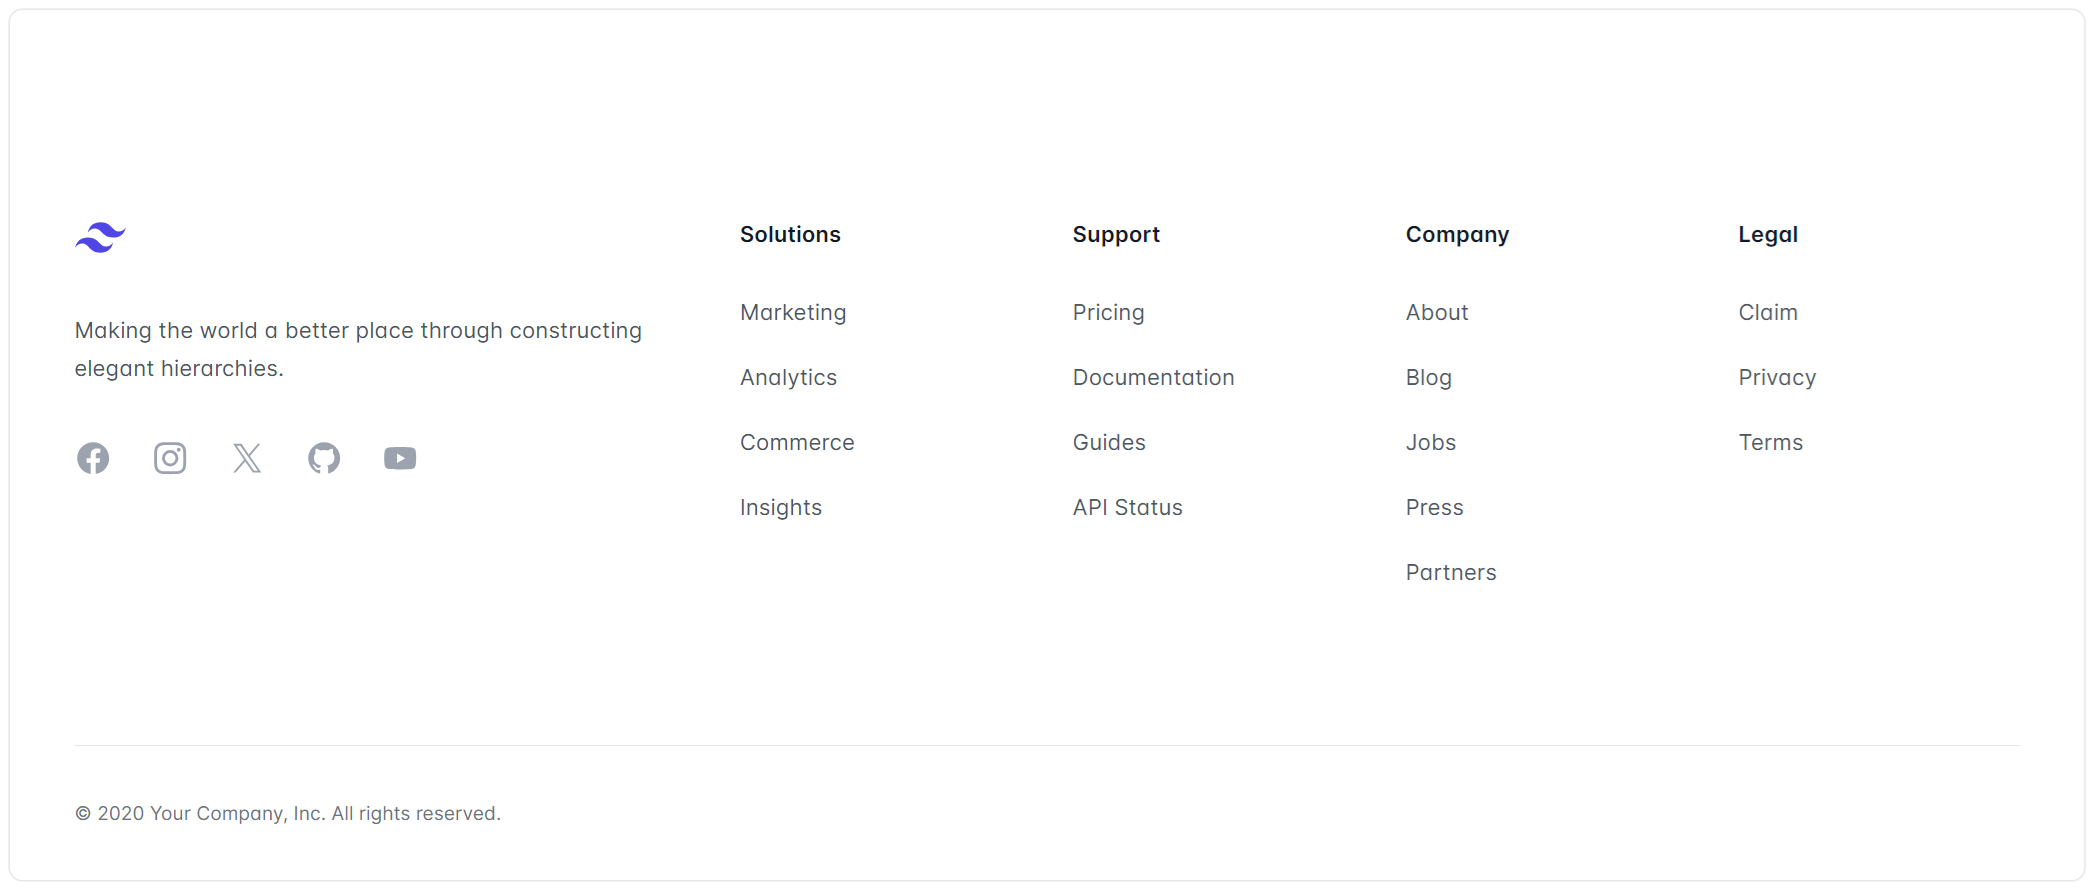 Making the world a better place through constructing
elegant hierarchies.
Solutions
Marketing
Analytics
Commerce
Insights
Support
Pricing
Documentation
Guides
API Status
Company
About
Blog
Jobs
Press
Partners
Legal
Claim
Privacy
Terms
© 2020 Your Company, Inc. All rights reserved.